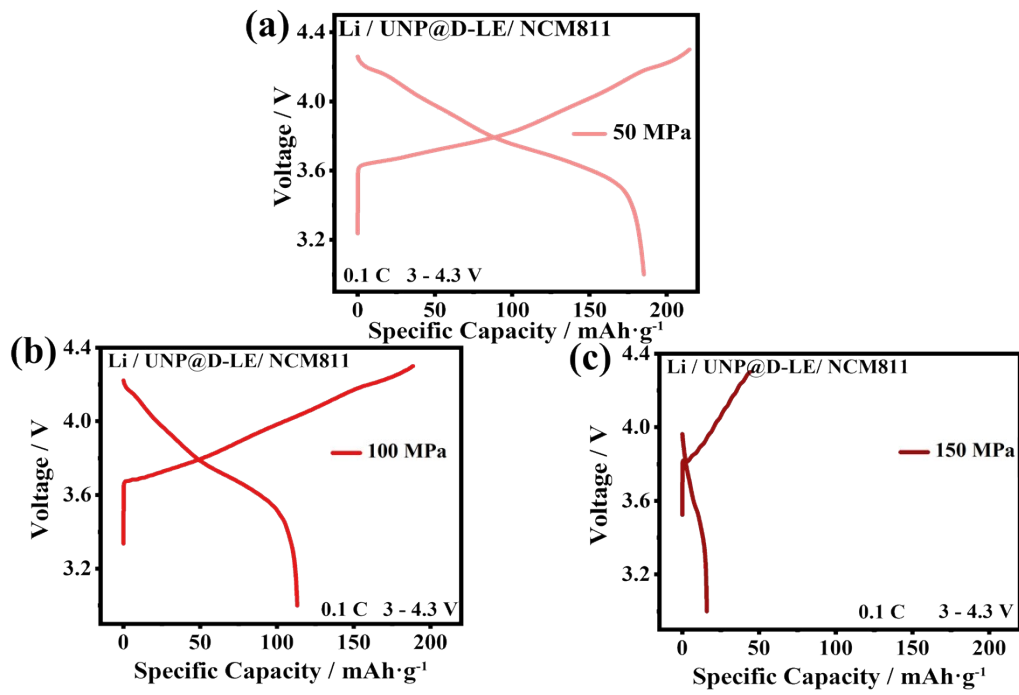 (a)
Li / UNP@D-LE/ NCM811
4.4
4.0
3.6
3.2
Voltage / V
50 MPa
0.1 C 3 - 4.3 V
0 50 100 150 200
Specific Capacity / mAh·g⁻¹
(b)
Li / UNP@D-LE/ NCM811
4.4
4.0
3.6
3.2
Voltage / V
100 MPa
0.1 C 3 - 4.3 V
0 50 100 150 200
Specific Capacity / mAh·g⁻¹
(c)
Li / UNP@D-LE/ NCM811
4.4
4.0
3.6
3.2
Voltage / V
150 MPa
0.1 C 3 - 4.3 V
0 50 100 150 200
Specific Capacity / mAh·g⁻¹